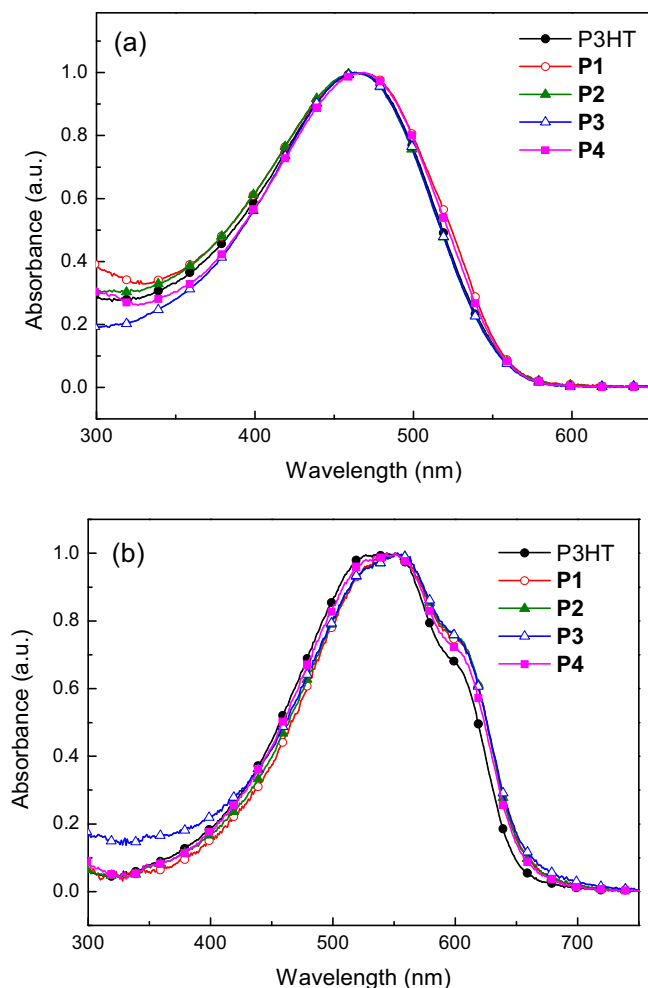 (a)
P3HT
P1
P2
P3
P4
1.0
0.8
0.6
0.4
0.2
0.0
Absorbance (a.u.)
300 400 500 600
Wavelength (nm)
(b)
P3HT
P1
P2
P3
P4
1.0
0.8
0.6
0.4
0.2
0.0
Absorbance (a.u.)
300 400 500 600 700
Wavelength (nm)